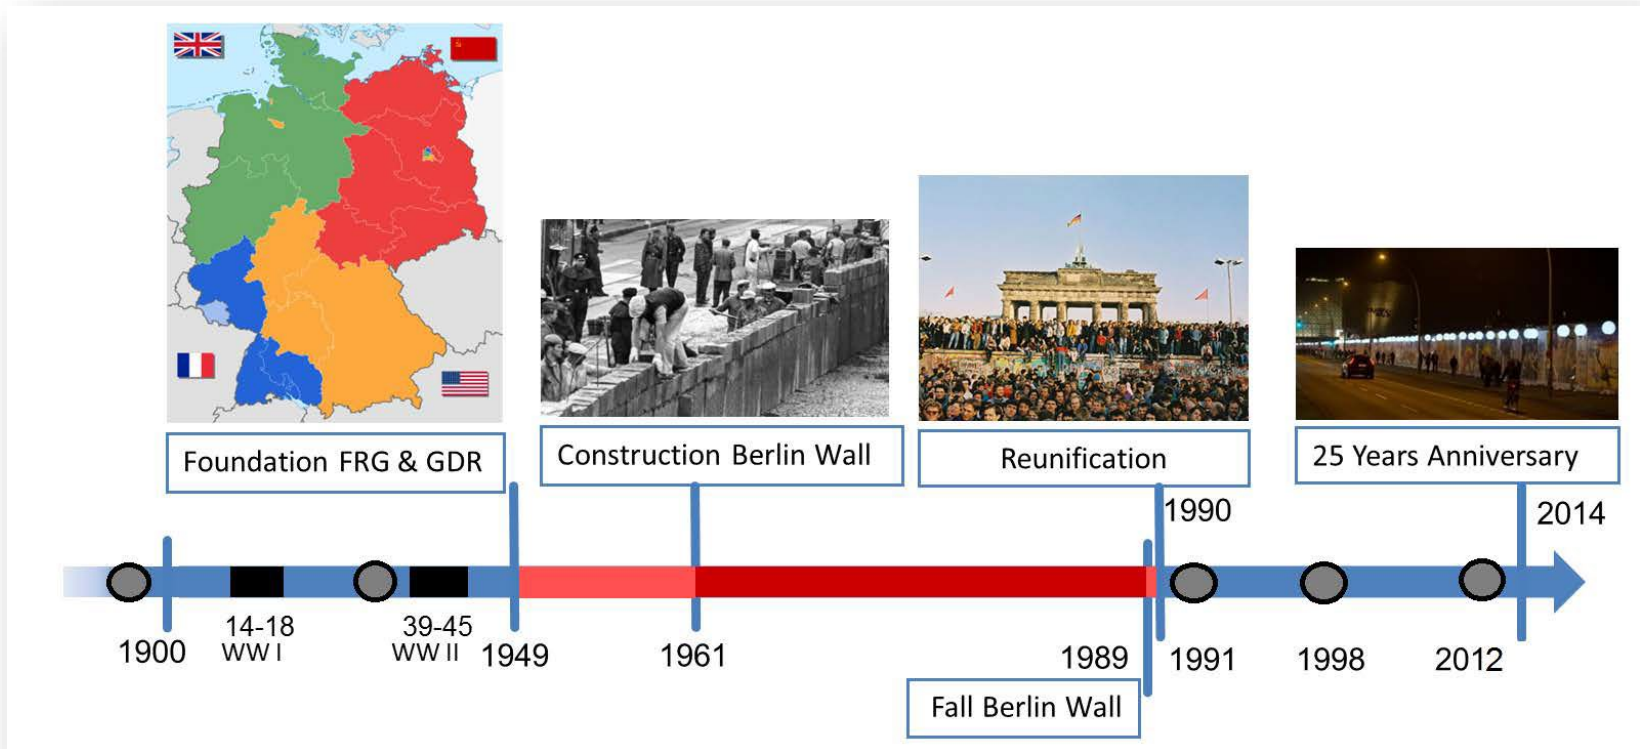 Foundation FRG & GDR
Construction Berlin Wall
Reunification
25 Years Anniversary
1990
2014
14-18
WW I
39-45
WW II
1900
1949
1961
1989
1991
1998
2012
Fall Berlin Wall